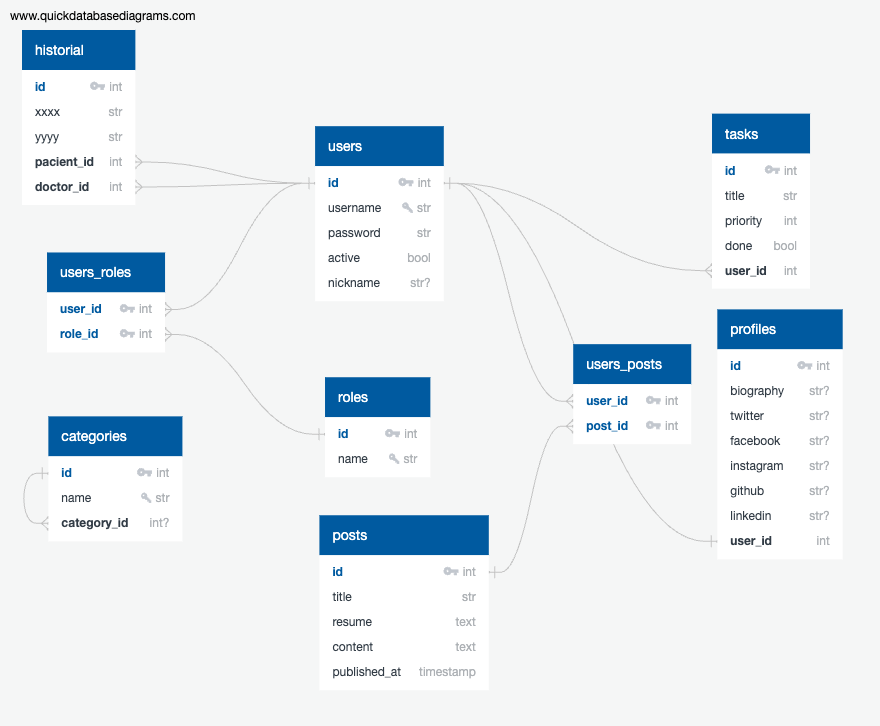 www.quickdatabasediagrams.com
historial
id int
xxxx str
yyyy str
pacient_id int
doctor_id int
users
id int
username str
password str
active bool
nickname str?
tasks
id int
title str
priority int
done bool
user_id int
users_roles
user_id int
role_id int
profiles
id int
biography str?
twitter str?
facebook str?
instagram str?
github str?
linkedin str?
user_id int
users_posts
user_id int
post_id int
roles
id int
name str
categories
id int
name str
category_id int?
posts
id int
title str
resume text
content text
published_at timestamp